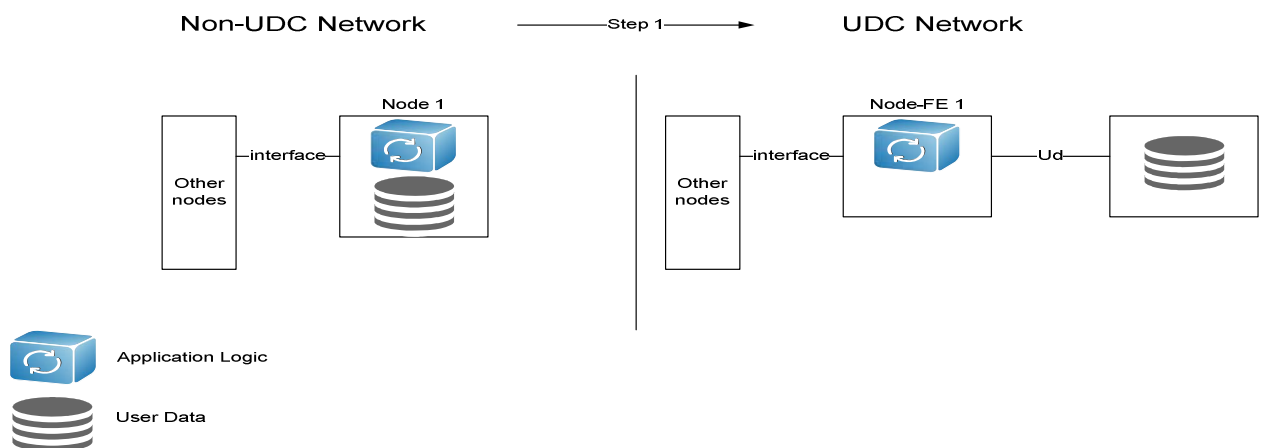 Non-UDC Network
Step 1
UDC Network
Node 1
Node-FE 1
interface
Other
nodes
interface
Ud
Other
nodes
Application Logic
User Data